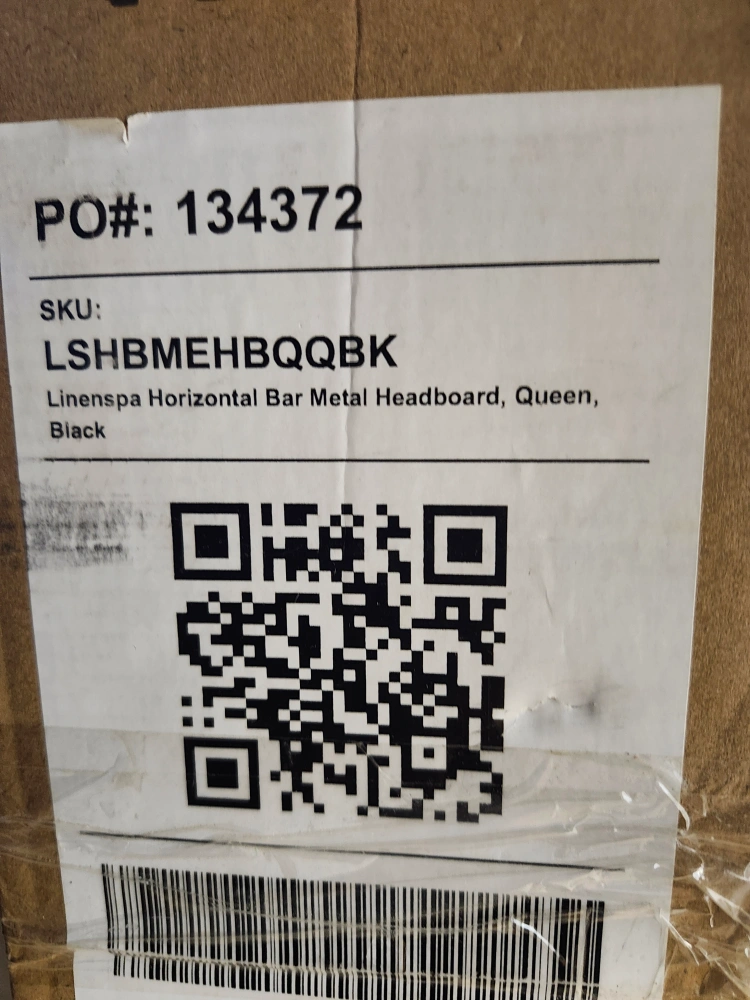 PO#: 134372
SKU:
LSHBMEHBQQBK
Linenspa Horizontal Bar Metal Headboard, Queen,
Black